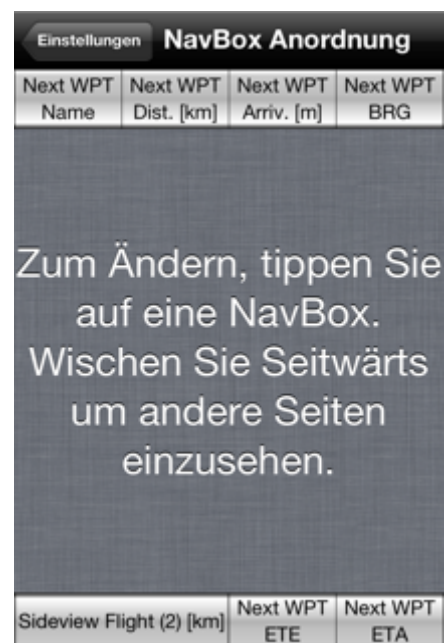 Einstellungen NavBox Anordnung
Next WPT Next WPT Next WPT Next WPT
Name Dist. [km] Arriv. [m] BRG
Zum Ändern, tippen Sie
auf eine NavBox.
Wischen Sie Seitwärts
um andere Seiten
einzusehen.
Sideview Flight (2) [km] Next WPT Next WPT
ETE ETA